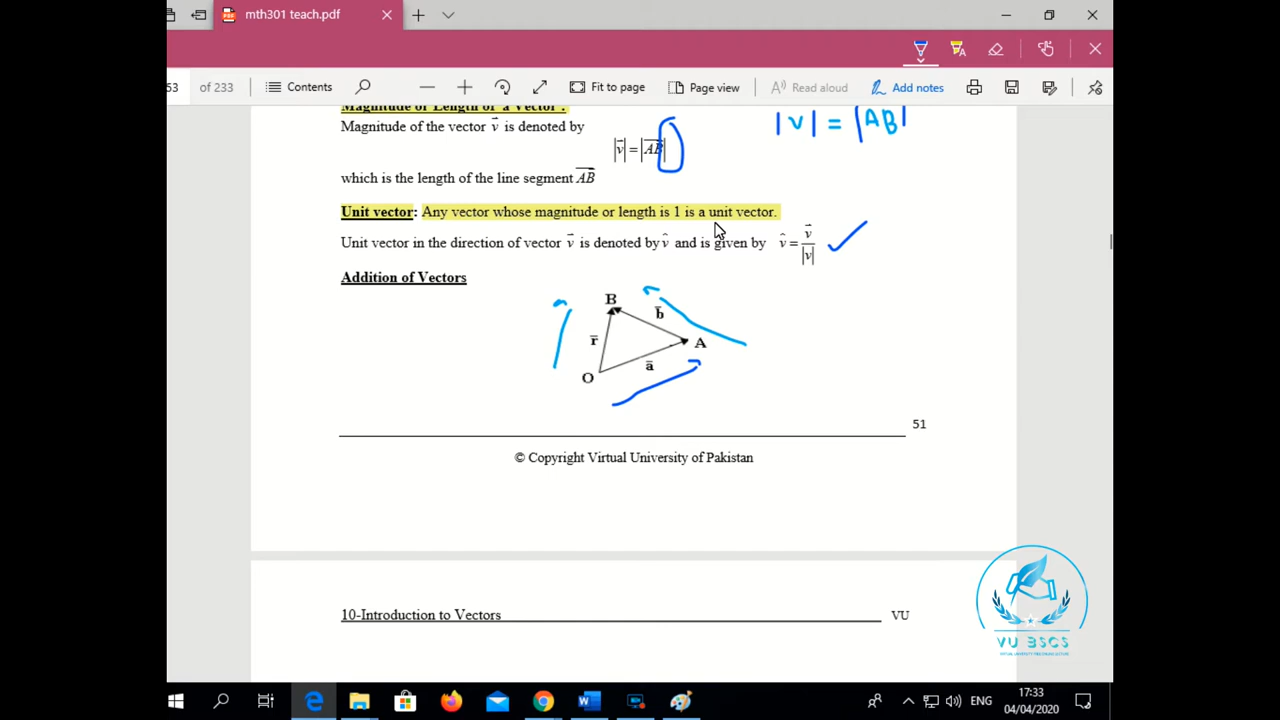 mth301 teach.pdf
53 of 233 Contents Fit to page Page view Read aloud Add notes
Magnitude or Length of a Vector :
Magnitude of the vector v⃗ is denoted by
|v⃗| = |AB|
|V| = |AB|
which is the length of the line segment AB
Unit vector: Any vector whose magnitude or length is 1 is a unit vector.
Unit vector in the direction of vector v⃗ is denoted by v̂ and is given by v̂ = v⃗/|v|
Addition of Vectors
B
b̄
r̄
A
ā
O
51
© Copyright Virtual University of Pakistan
10-Introduction to Vectors VU
VU BSCS
ENG
17:33
04/04/2020